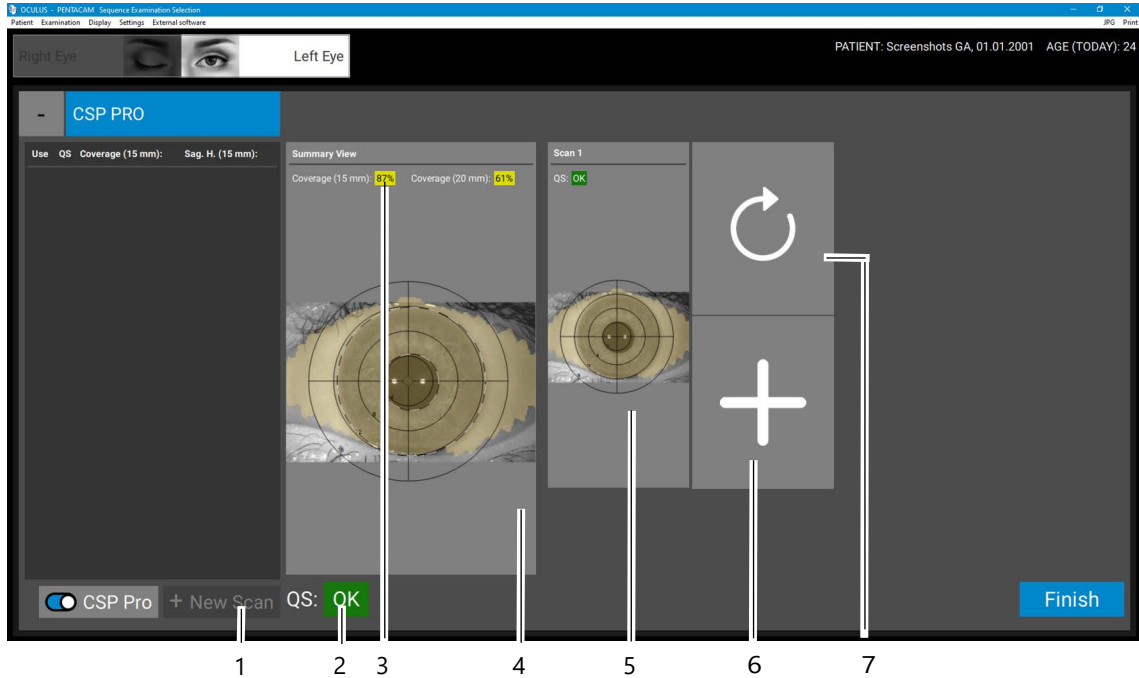 OCULUS - PENTACAM Sequence Examination Selection
Patient Examination Display Settings External software JPG Print
Right Eye Left Eye PATIENT: Screenshots GA, 01.01.2001 AGE (TODAY): 24
- CSP PRO
Use QS Coverage (15 mm): Sag. H. (15 mm):
Summary View
Coverage (15 mm): 87% Coverage (20 mm): 61%
Scan 1
QS: OK
CSP Pro + New Scan QS: OK Finish
1 2 3 4 5 6 7